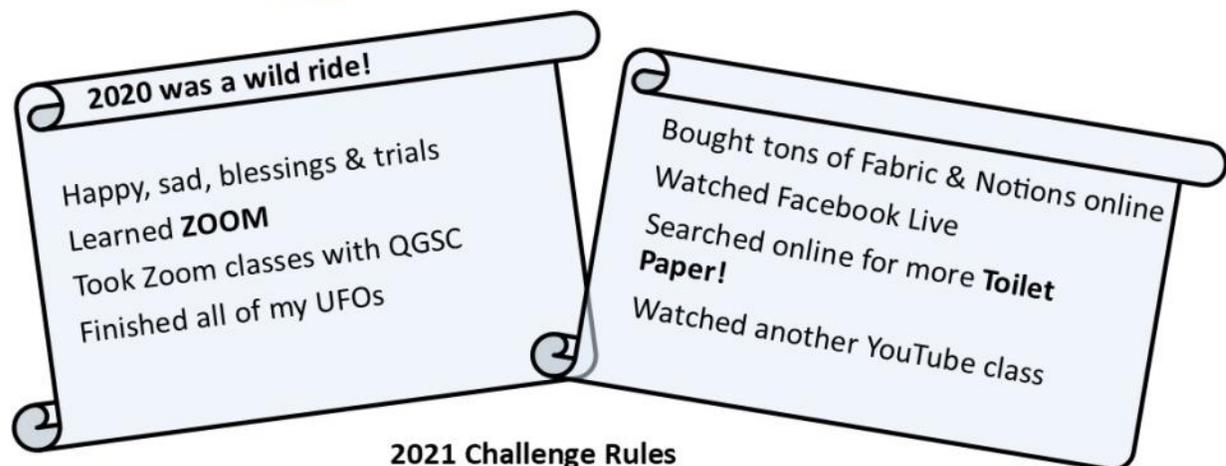 2020 was a wild ride!
Happy, sad, blessings & trials
Learned ZOOM
Took Zoom classes with QGSC
Finished all of my UFOs
Bought tons of Fabric & Notions online
Watched Facebook Live
Searched online for more Toilet
Paper!
Watched another YouTube class
2021 Challenge Rules